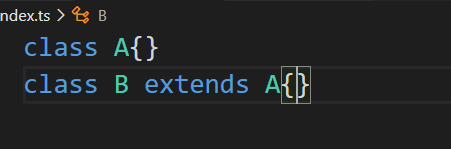 ndex.ts > B
class A{}
class B extends A{}